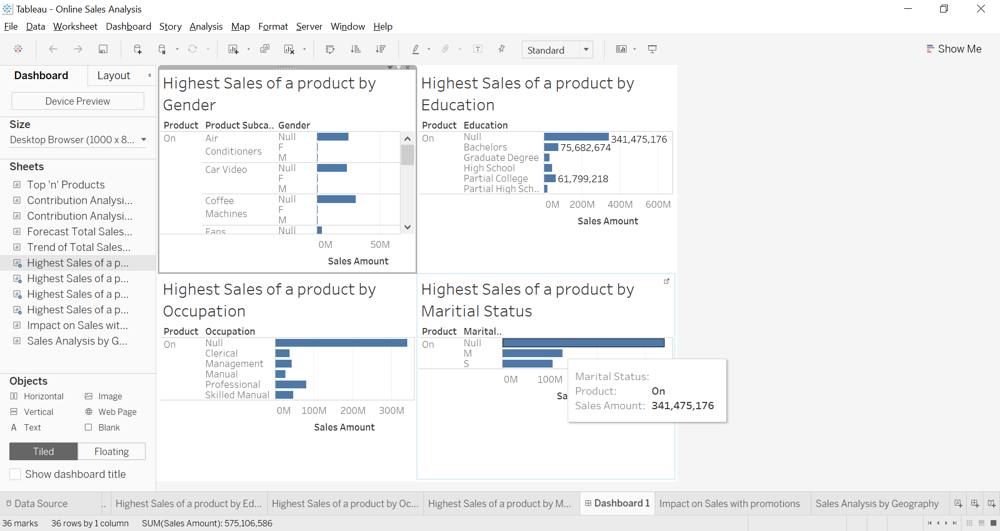 Tableau - Online Sales Analysis
File Data Worksheet Dashboard Story Analysis Map Format Server Window Help
Standard
Show Me
Dashboard Layout
Device Preview
Size
Desktop Browser (1000 x 8...
Sheets
Top 'n' Products
Contribution Analysi...
Contribution Analysi...
Forecast Total Sales...
Trend of Total Sales...
Highest Sales of a p...
Highest Sales of a p...
Highest Sales of a p...
Highest Sales of a p...
Impact on Sales wit...
Sales Analysis by G...
Objects
Horizontal Image
Vertical Web Page
A Text Blank
Tiled Floating
Show dashboard title
Highest Sales of a product by
Gender
Product Product Subca.. Gender
On Air Null
Conditioners F
M
Car Video Null
F
M
Coffee Null
Machines F
M
Fans Null
0M 50M
Sales Amount
Highest Sales of a product by
Education
Product Education
On Null 341,475,176
Bachelors 75,682,674
Graduate Degree
High School
Partial College 61,799,218
Partial High Sch..
0M 200M 400M 600M
Sales Amount
Highest Sales of a product by
Occupation
Product Occupation
On Null
Clerical
Management
Manual
Professional
Skilled Manual
0M 100M 200M 300M
Sales Amount
Highest Sales of a product by
Maritial Status
Product Marital..
On Null
M
S
0M 100M
Sa
Marital Status:
Product: On
Sales Amount: 341,475,176
Data Source .. Highest Sales of a product by Ed... Highest Sales of a product by Oc... Highest Sales of a product by M... Dashboard 1 Impact on Sales with promotions Sales Analysis by Geography
36 marks 36 rows by 1 column SUM(Sales Amount): 575,106,586